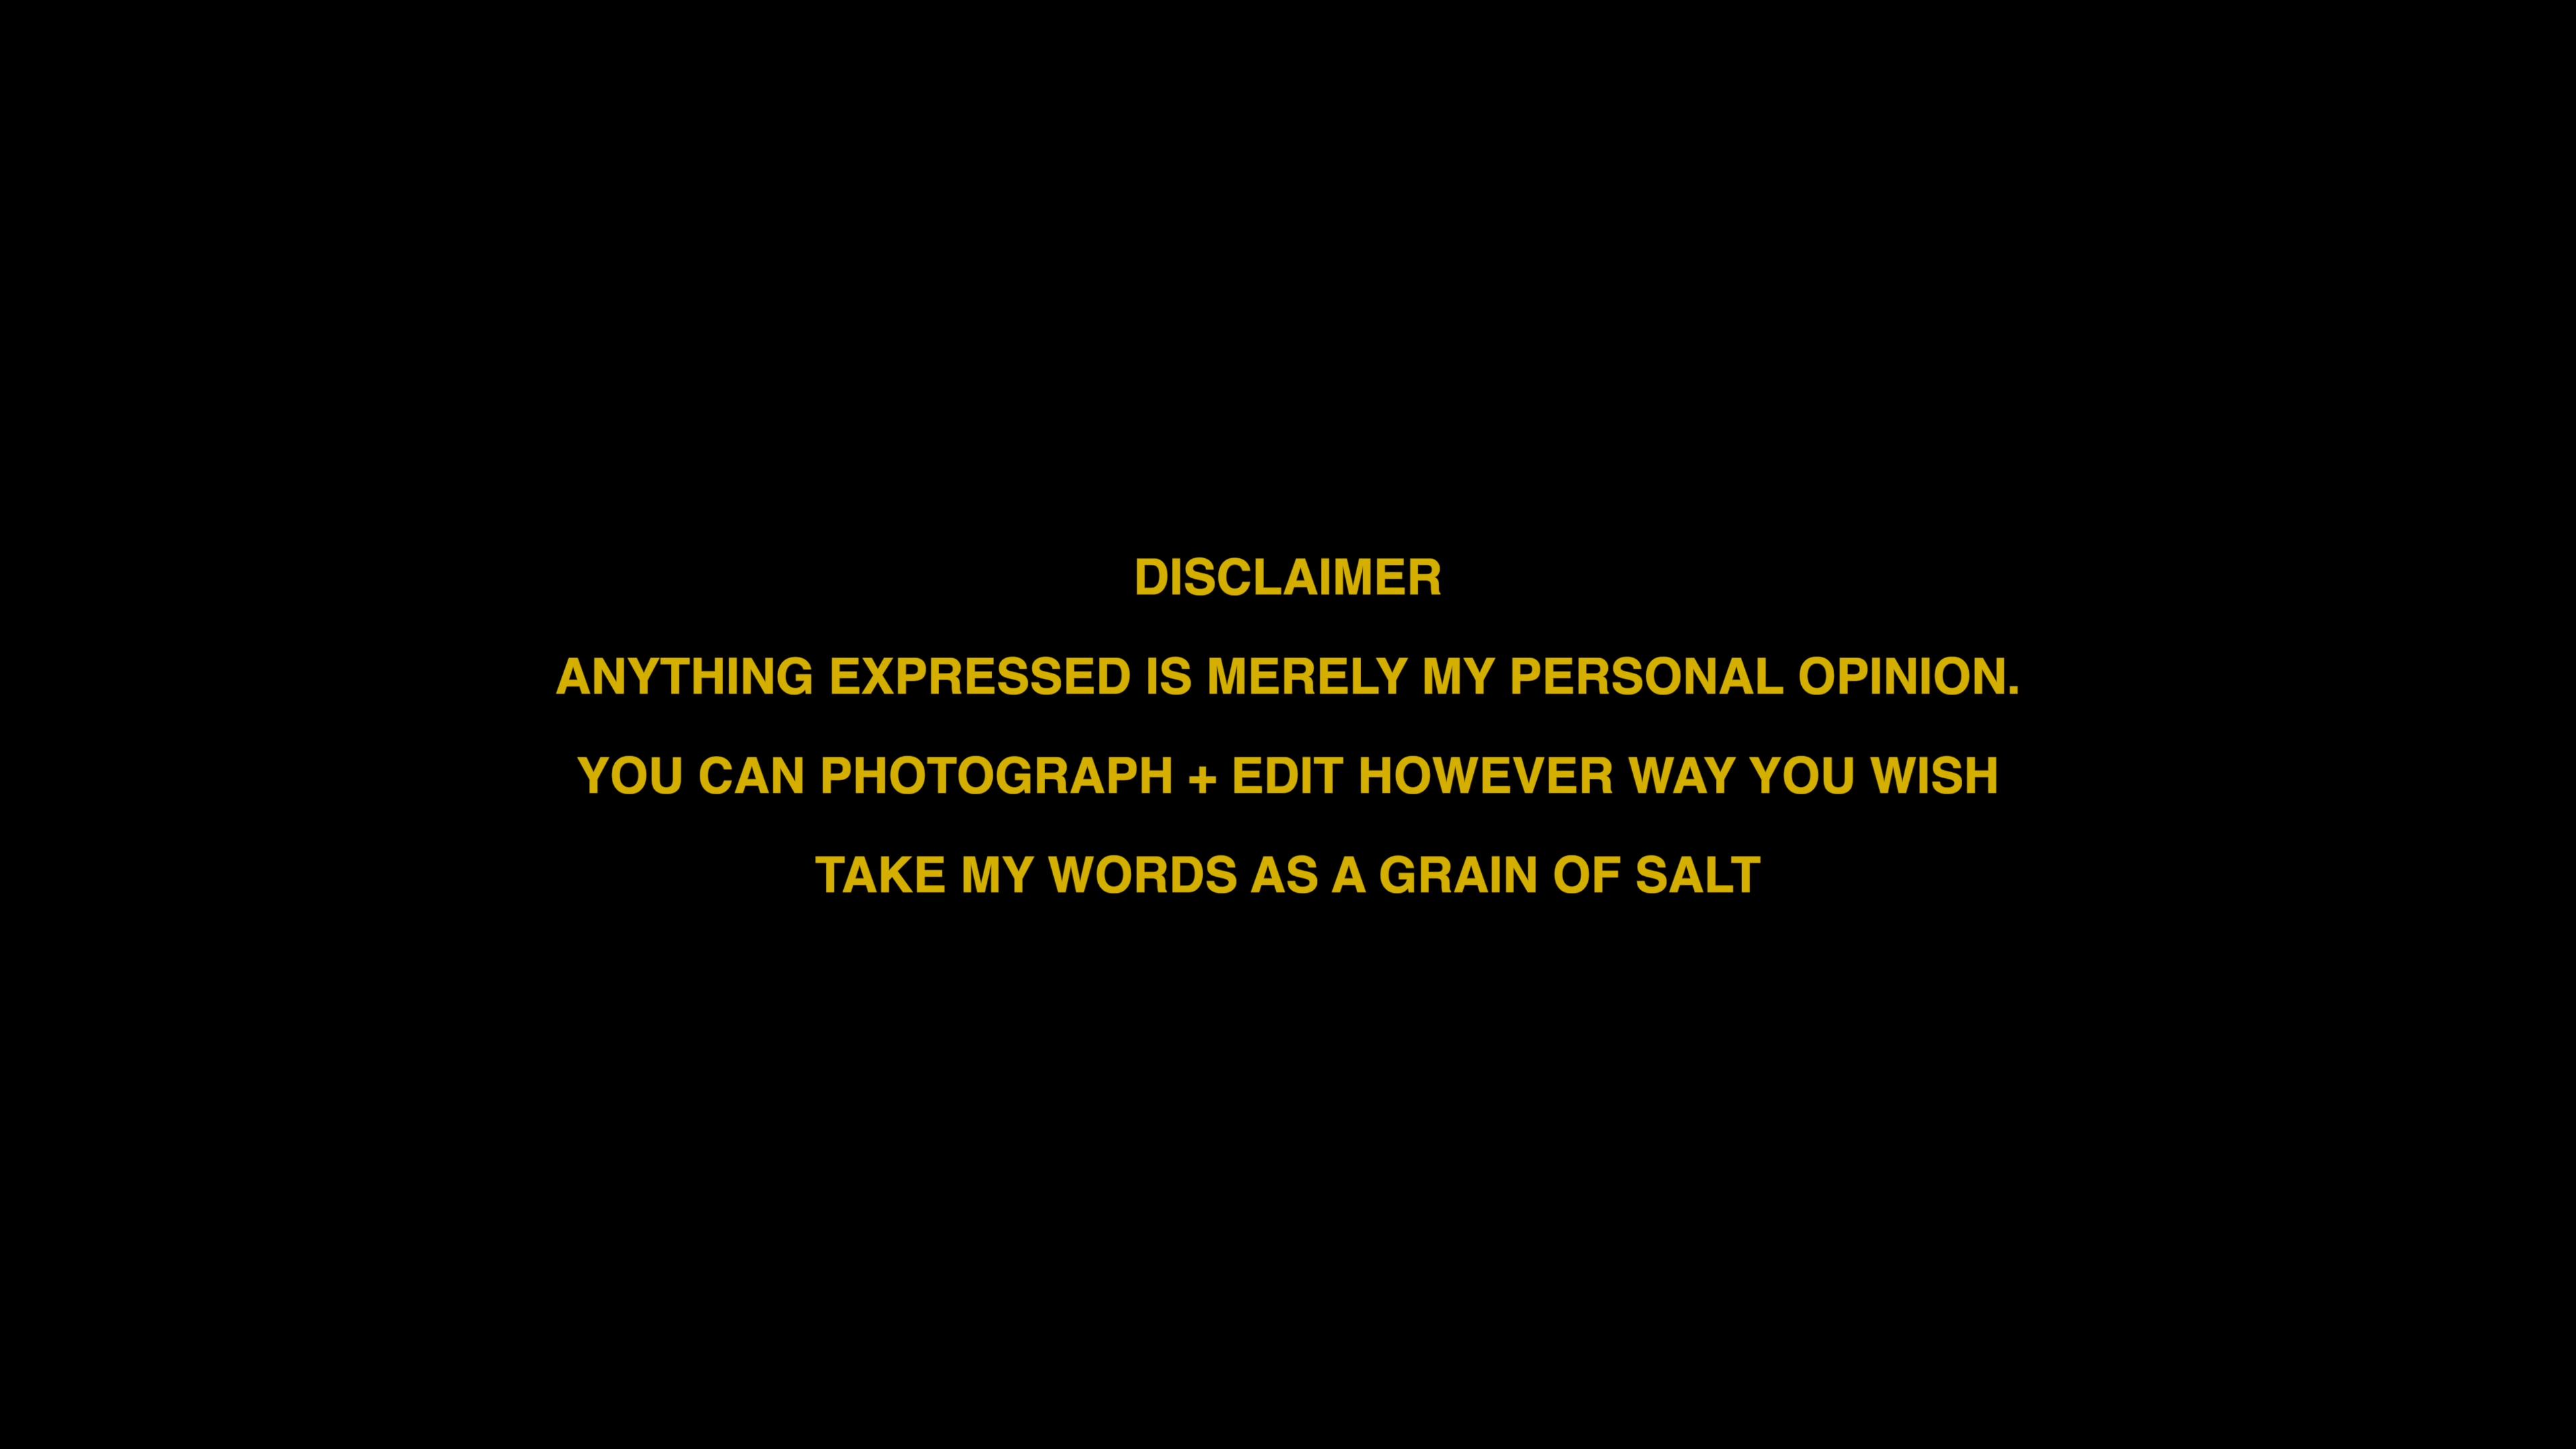 DISCLAIMER
ANYTHING EXPRESSED IS MERELY MY PERSONAL OPINION.
YOU CAN PHOTOGRAPH + EDIT HOWEVER WAY YOU WISH
TAKE MY WORDS AS A GRAIN OF SALT